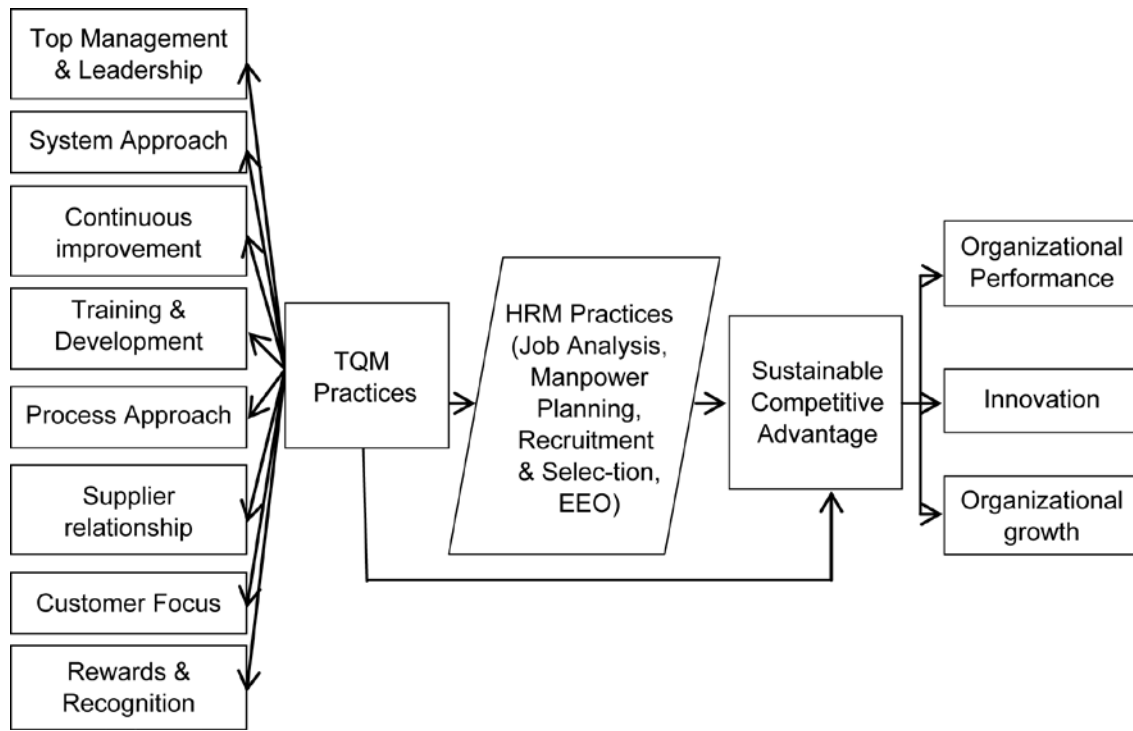 Top Management
& Leadership
System Approach
Continuous
improvement
Training &
Development
Process Approach
Supplier
relationship
Customer Focus
Rewards &
Recognition
TQM
Practices
HRM Practices
(Job Analysis,
Manpower
Planning,
Recruitment
& Selec-tion,
EEO)
Sustainable
Competitive
Advantage
Organizational
Performance
Innovation
Organizational
growth